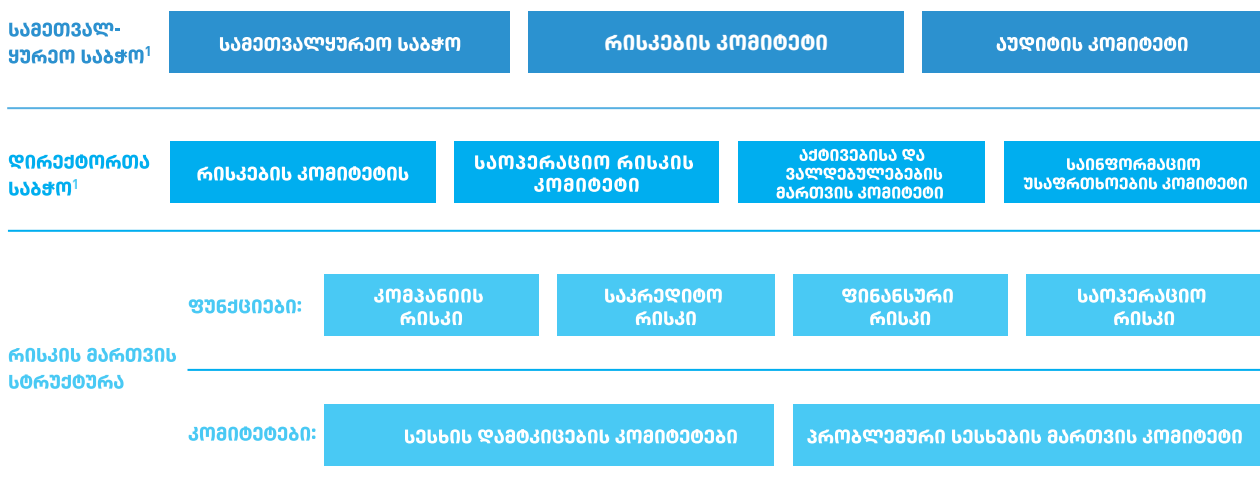 სამეთვალ-
ყურეო საბჭო¹
სამეთვალყურეო საბჭო
რისკების კომიტეტი
აუდიტის კომიტეტი
დირექტორთა
საბჭო¹
რისკების კომიტეტის
საოპერაციო რისკის
კომიტეტი
აქტივებისა და
ვალდებულებების
მართვის კომიტეტი
საინფორმაციო
უსაფრთხოების კომიტეტი
რისკის მართვის
სტრუქტურა
ფუნქციები:
კომპანიის
რისკი
საკრედიტო
რისკი
ფინანსური
რისკი
საოპერაციო
რისკი
კომიტეტები:
სესხის დამტკიცების კომიტეტები
პრობლემური სესხების მართვის კომიტეტი